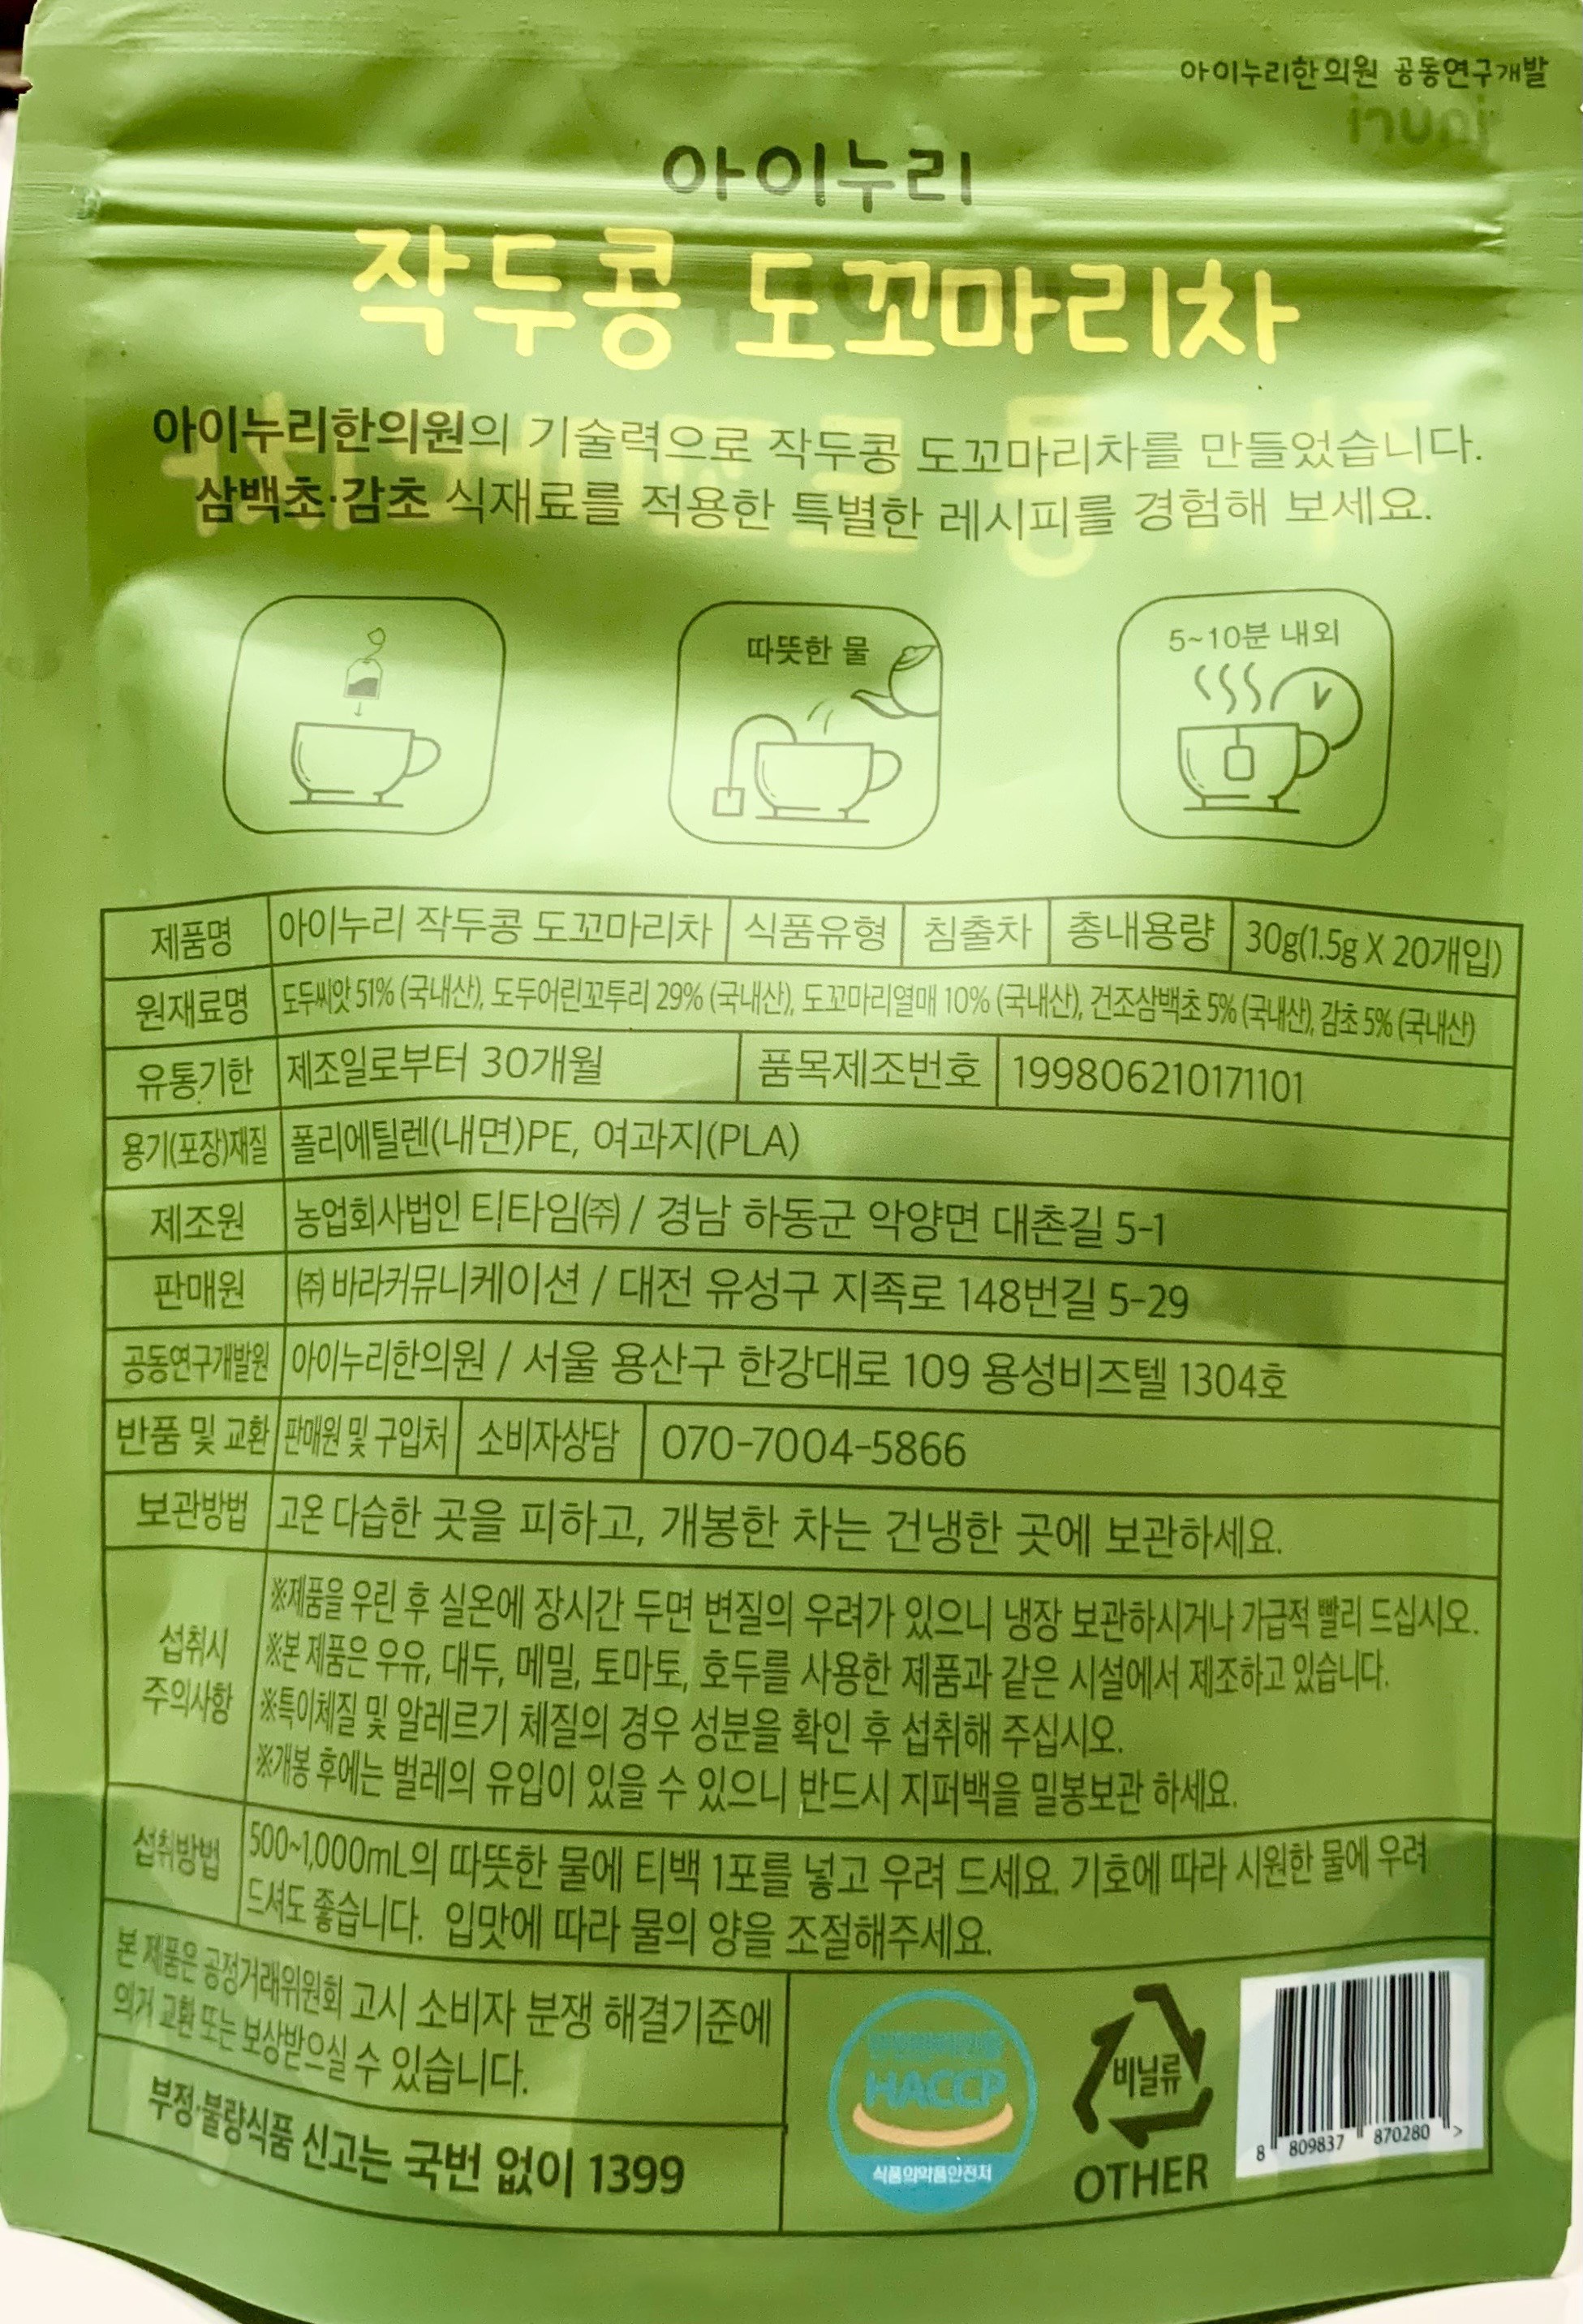 아이누리한의원 공동연구개발
inuri
아이누리
작두콩 도꼬마리차
아이누리한의원의 기술력으로 작두콩 도꼬마리차를 만들었습니다.
삼백초·감초 식재료를 적용한 특별한 레시피를 경험해 보세요.
따뜻한 물
5~10분 내외
제품명 아이누리 작두콩 도꼬마리차 식품유형 침출차 총내용량 30g(1.5g X 20개입)
원재료명 도두씨앗 51% (국내산), 도두어린꼬투리 29% (국내산), 도꼬마리열매 10% (국내산), 건조삼백초 5% (국내산), 감초 5% (국내산)
유통기한 제조일로부터 30개월 품목제조번호 199806210171101
용기(포장)재질 폴리에틸렌(내면)PE, 여과지(PLA)
제조원 농업회사법인 티타임㈜ / 경남 하동군 악양면 대촌길 5-1
판매원 ㈜ 바라커뮤니케이션 / 대전 유성구 지족로 148번길 5-29
공동연구개발원 아이누리한의원 / 서울 용산구 한강대로 109 용성비즈텔 1304호
반품 및 교환 판매원 및 구입처 소비자상담 070-7004-5866
보관방법 고온 다습한 곳을 피하고, 개봉한 차는 건냉한 곳에 보관하세요.
섭취시 주의사항
※제품을 우린 후 실온에 장시간 두면 변질의 우려가 있으니 냉장 보관하시거나 가급적 빨리 드십시오.
※본 제품은 우유, 대두, 메밀, 토마토, 호두를 사용한 제품과 같은 시설에서 제조하고 있습니다.
※특이체질 및 알레르기 체질의 경우 성분을 확인 후 섭취해 주십시오.
※개봉 후에는 벌레의 유입이 있을 수 있으니 반드시 지퍼백을 밀봉보관 하세요.
섭취방법 500~1,000mL의 따뜻한 물에 티백 1포를 넣고 우려 드세요. 기호에 따라 시원한 물에 우려
드셔도 좋습니다. 입맛에 따라 물의 양을 조절해주세요.
본 제품은 공정거래위원회 고시 소비자 분쟁 해결기준에
의거 교환 또는 보상받으실 수 있습니다.
부정·불량식품 신고는 국번 없이 1399
HACCP
식품의약품안전처
비닐류
OTHER
8 809837 870280 >